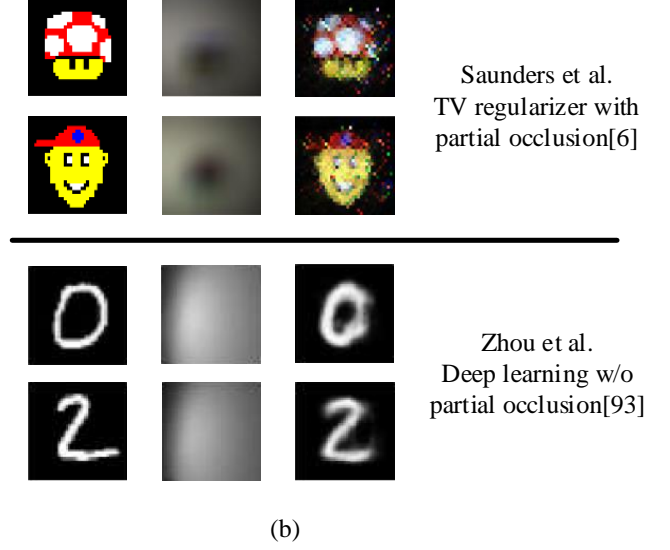 Saunders et al.
TV regularizer with
partial occlusion[6]
Zhou et al.
Deep learning w/o
partial occlusion[93]
(b)